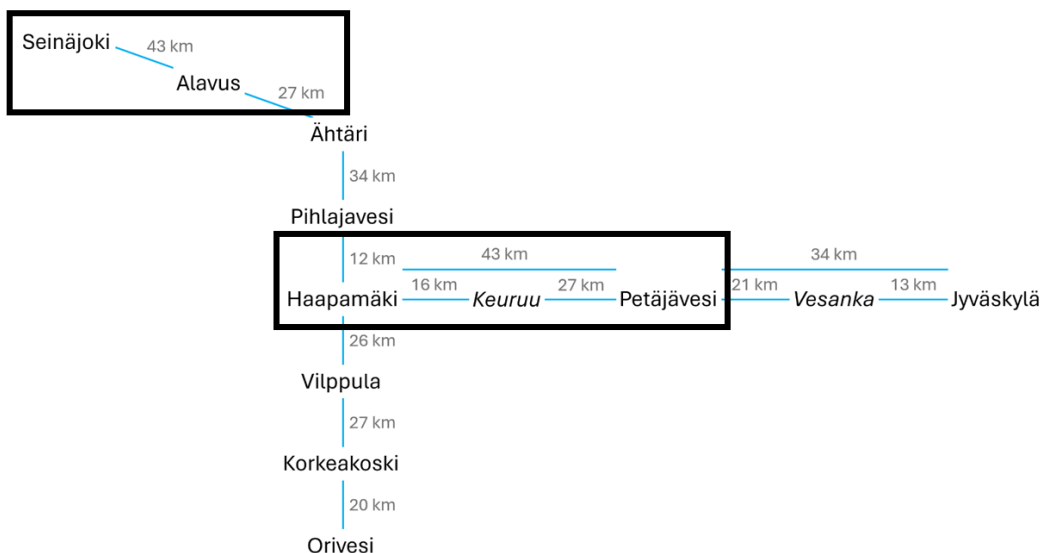 Seinäjoki
43 km
Alavus
27 km
Ähtäri
34 km
Pihlajavesi
12 km
43 km
34 km
Haapamäki
16 km
Keuruu
27 km
Petäjävesi
21 km
Vesanka
13 km
Jyväskylä
26 km
Vilppula
27 km
Korkeakoski
20 km
Orivesi